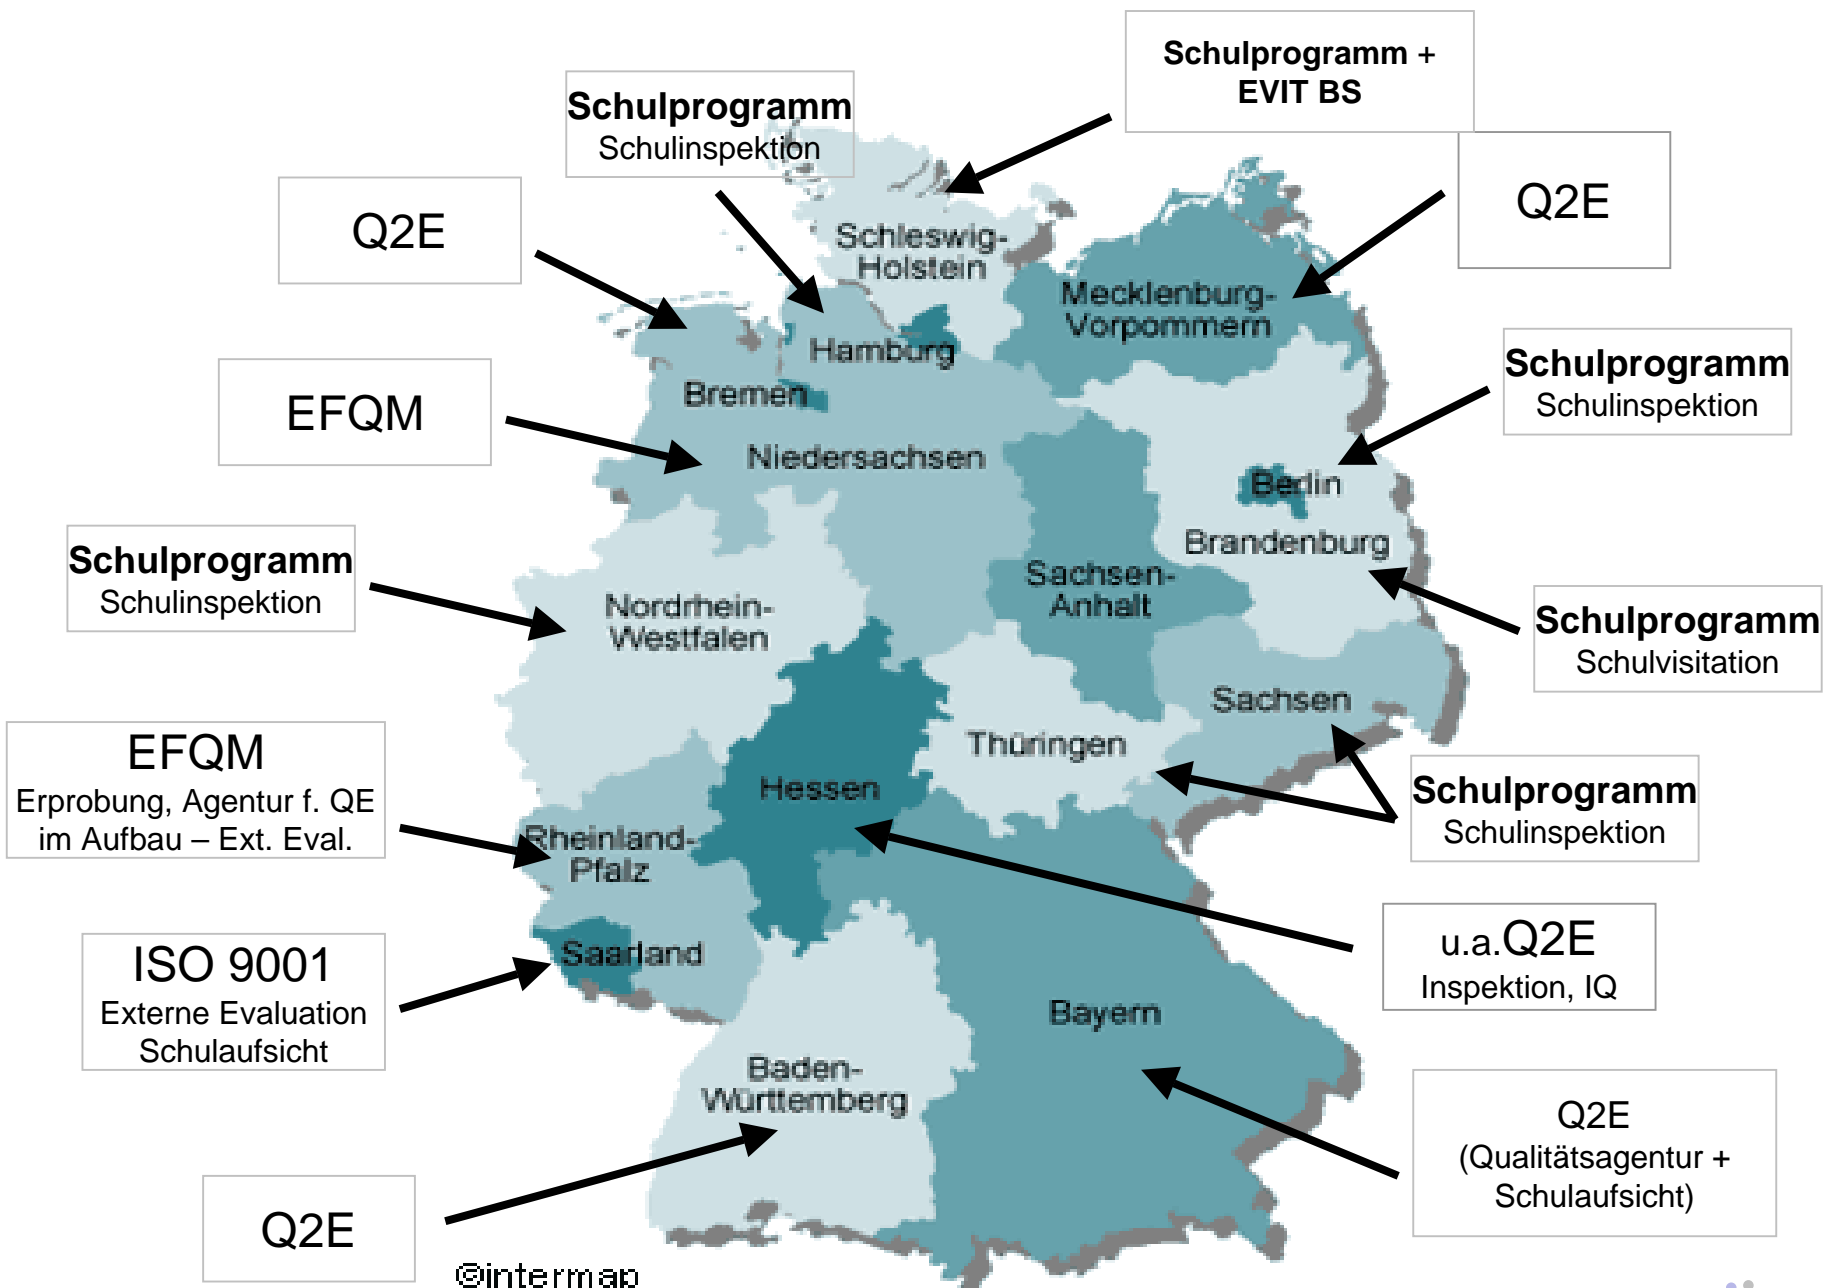 Schulprogramm +
EVIT BS
Schulprogramm
Schulinspektion
Q2E
Q2E
Schleswig-
Holstein
Mecklenburg-
Vorpommern
Hamburg
Bremen
Schulprogramm
Schulinspektion
EFQM
Niedersachsen
Berlin
Brandenburg
Schulprogramm
Schulinspektion
Sachsen-
Anhalt
Nordrhein-
Westfalen
Schulprogramm
Schulvisitation
Sachsen
Thüringen
EFQM
Erprobung, Agentur f. QE
im Aufbau – Ext. Eval.
Hessen
Schulprogramm
Schulinspektion
Rheinland-
Pfalz
ISO 9001
Externe Evaluation
Schulaufsicht
Saarland
u.a.Q2E
Inspektion, IQ
Bayern
Baden-
Württemberg
Q2E
(Qualitätsagentur +
Schulaufsicht)
Q2E
©intermap